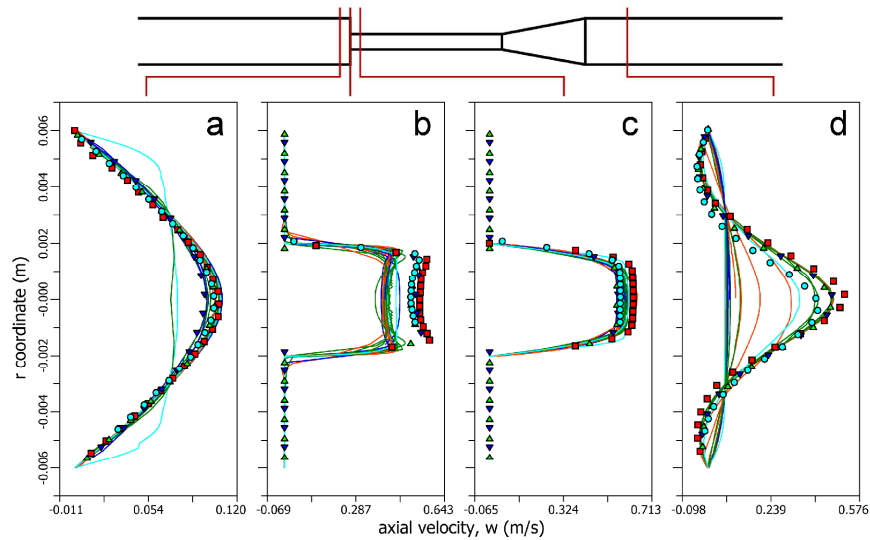 a
b
c
d
r coordinate (m)
0.006
0.004
0.002
-0.000
-0.002
-0.004
-0.006
-0.011 0.054 0.120
-0.069 0.287 0.643
-0.065 0.324 0.713
-0.098 0.239 0.576
axial velocity, w (m/s)